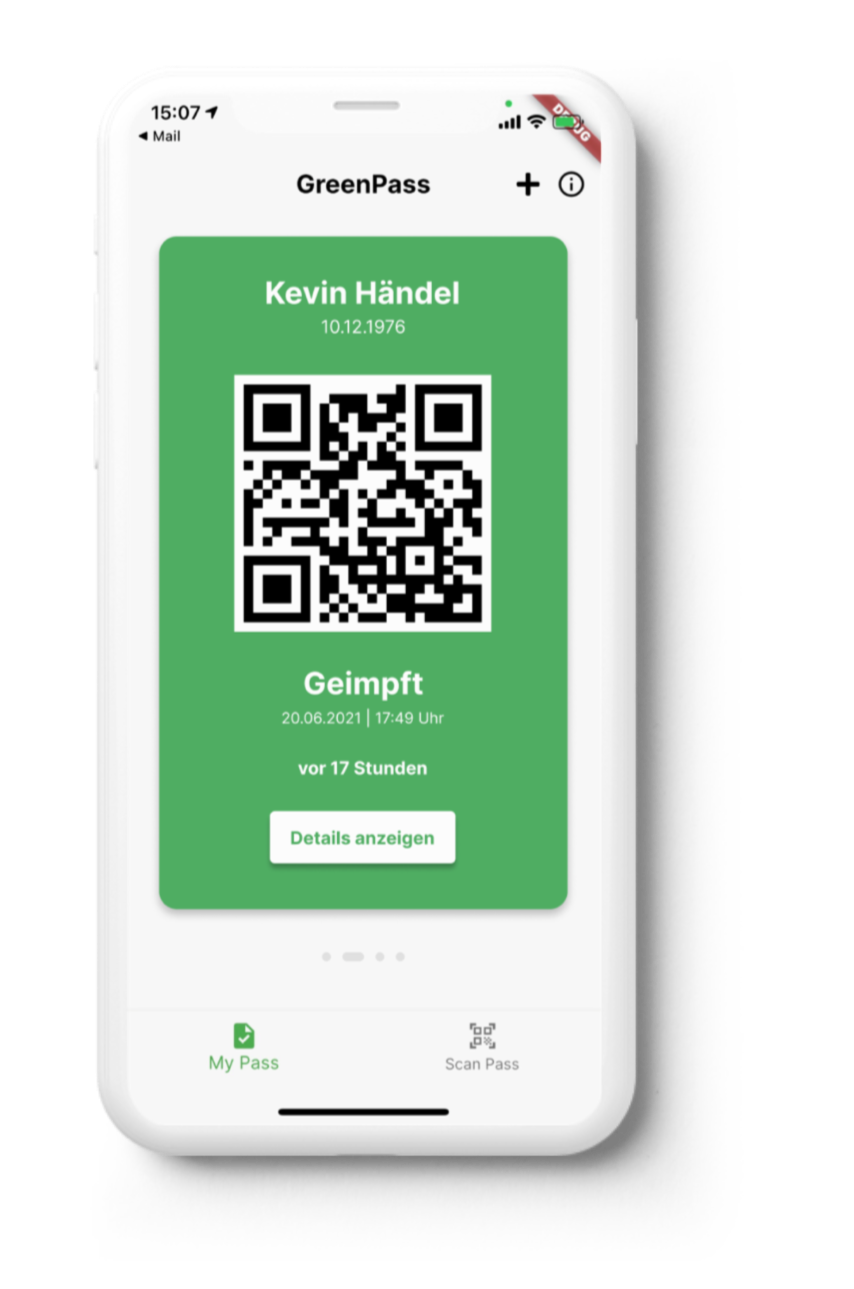 15:07
Mail
DEBUG
GreenPass
Kevin Händel
10.12.1976
Geimpft
20.06.2021 | 17:49 Uhr
vor 17 Stunden
Details anzeigen
My Pass
Scan Pass